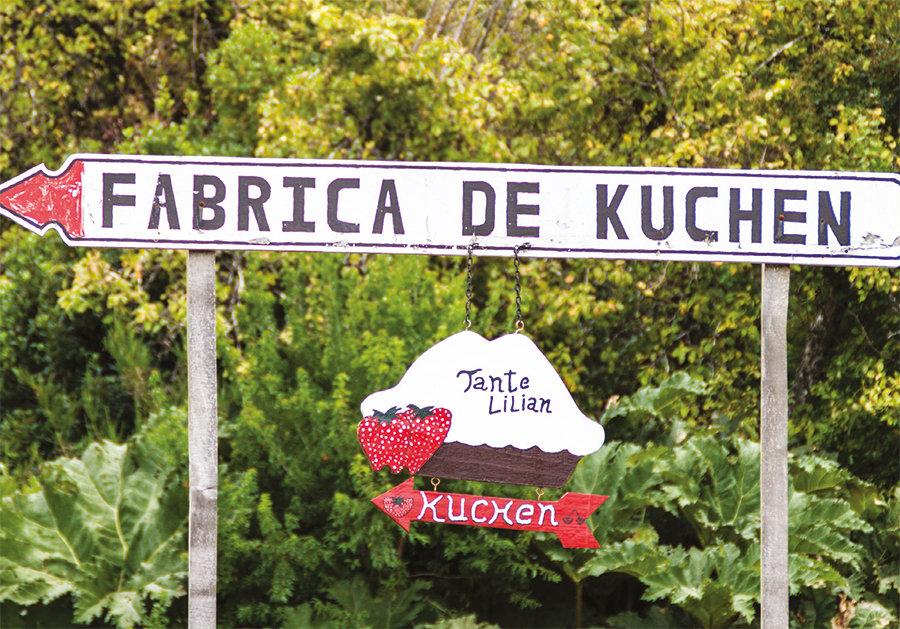 FABRICA DE KUCHEN
Tante
Lilian
Kuchen